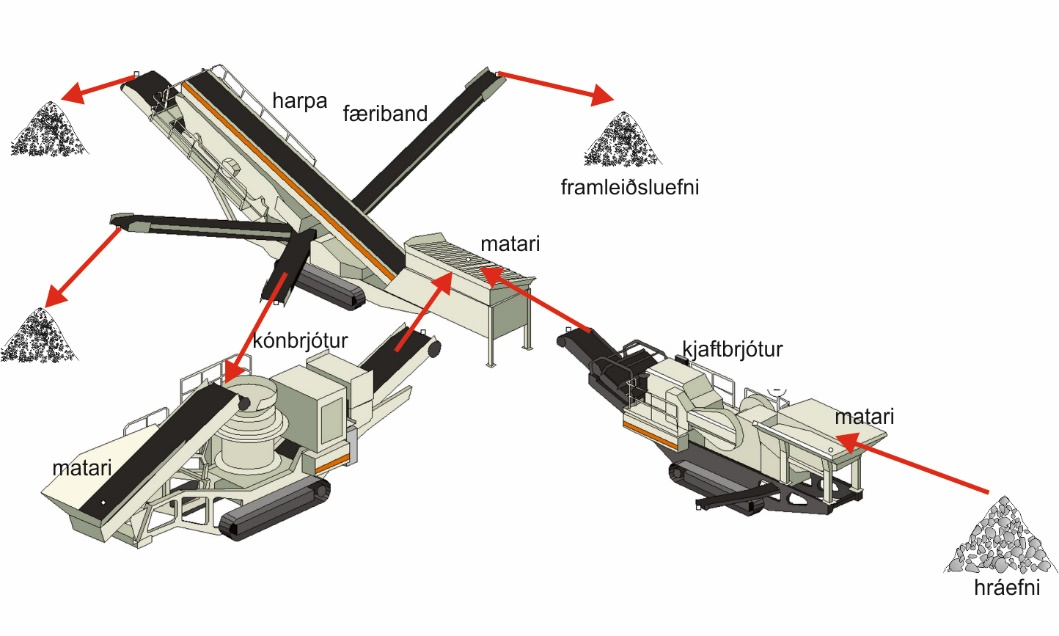 harpa
færiband
framleiðsluefni
matari
kónbrjótur
kjaftbrjótur
matari
matari
hráefni